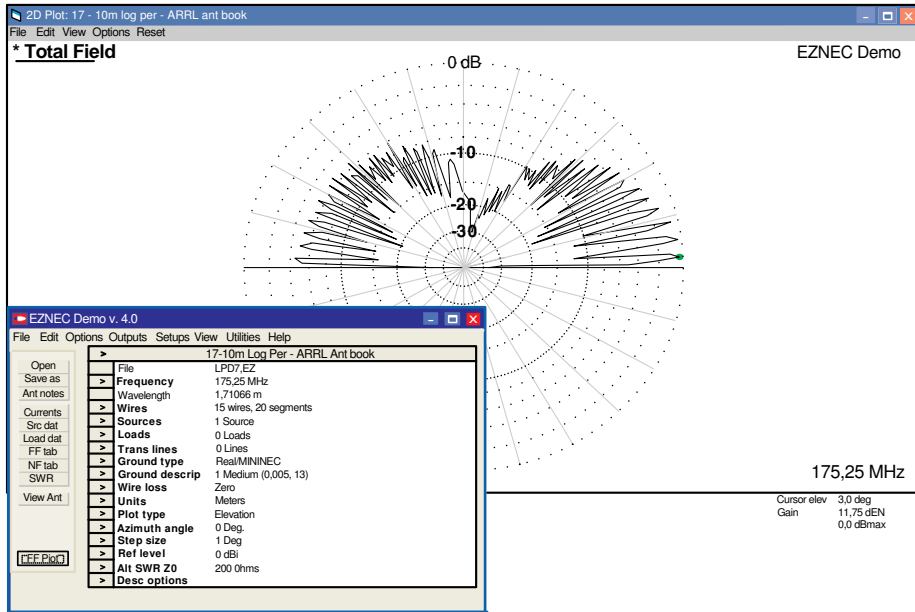 2D Plot: 17 - 10m log per - ARRL ant book
File Edit View Options Reset
* Total Field
0 dB
EZNEC Demo
-10
-20
-30
175,25 MHz
Cursor elev 3,0 deg
Gain 11,75 dEN
0,0 dBmax
EZNEC Demo v. 4.0
File Edit Options Outputs Setups View Utilities Help
> 17-10m Log Per - ARRL Ant book
File LPD7,EZ
> Frequency 175,25 MHz
Wavelength 1,71066 m
> Wires 15 wires, 20 segments
> Sources 1 Source
> Loads 0 Loads
> Trans lines 0 Lines
> Ground type Real/MININEC
> Ground descrip 1 Medium (0,005, 13)
> Wire loss Zero
> Units Meters
> Plot type Elevation
> Azimuth angle 0 Deg.
> Step size 1 Deg
> Ref level 0 dBi
> Alt SWR Z0 200 0hms
> Desc options
Open
Save as
Ant notes
Currents
Src dat
Load dat
FF tab
NF tab
SWR
View Ant
FF Plot